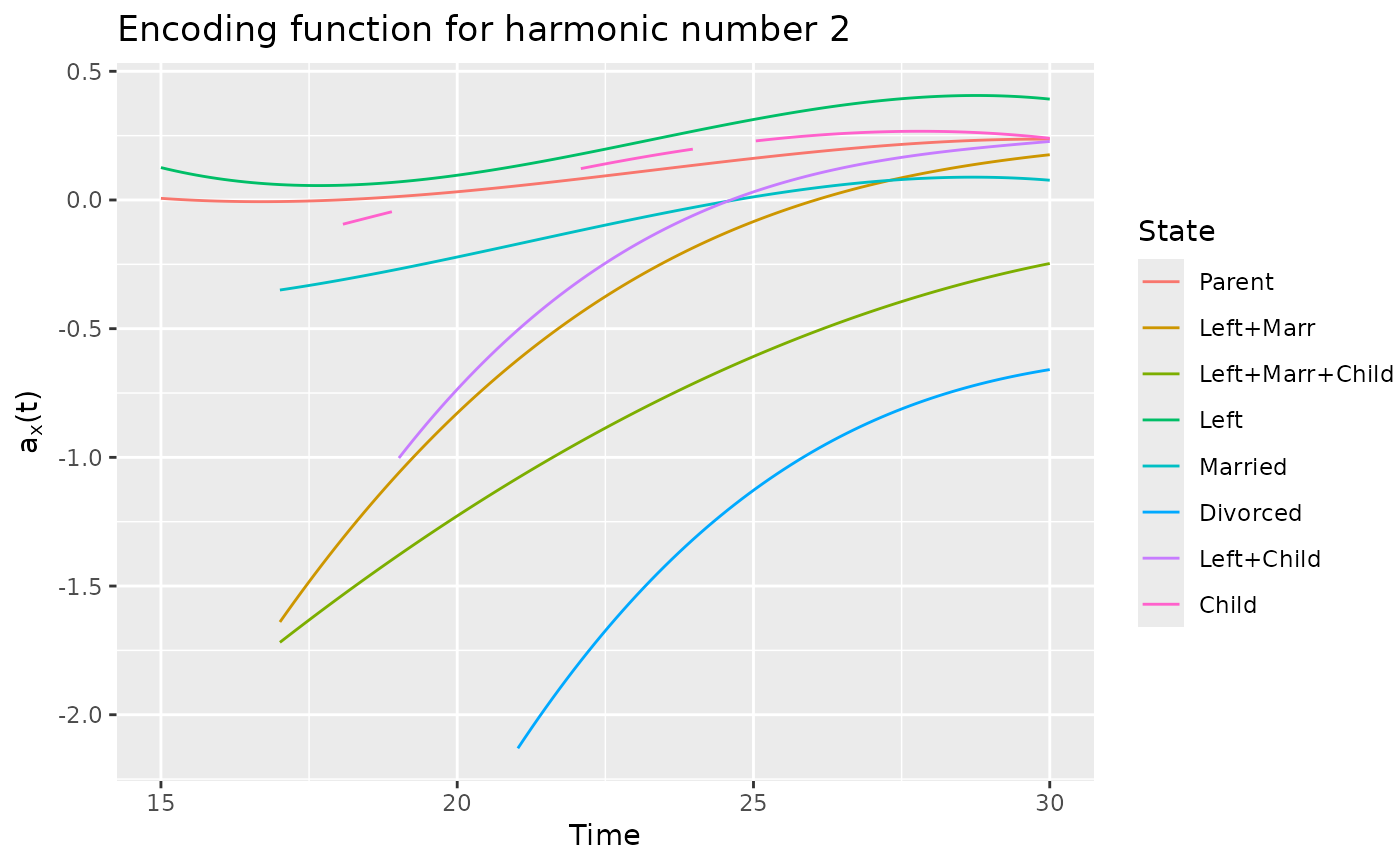 Encoding function for harmonic number 2
0.5
0.0
-0.5
-1.0
-1.5
-2.0
aₓ(t)
15 20 25 30
Time
State
Parent
Left+Marr
Left+Marr+Child
Left
Married
Divorced
Left+Child
Child